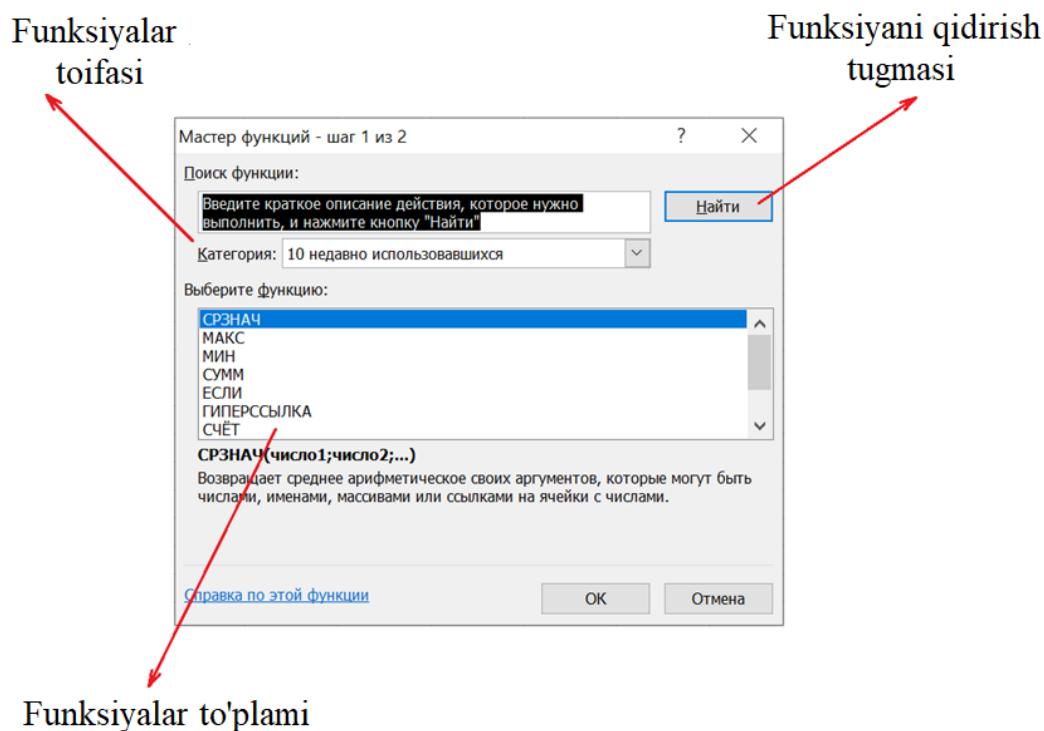 Funksiyalar
toifasi
Funksiyani qidirish
tugmasi
Мастер функций - шаг 1 из 2
?
Поиск функции:
Введите краткое описание действия, которое нужно
выполнить, и нажмите кнопку "Найти"
Найти
Категория: 10 недавно использовавшихся
Выберите функцию:
СРЗНАЧ
МАКС
МИН
СУММ
ЕСЛИ
ГИПЕРССЫЛКА
СЧЁТ
СРЗНАЧ(число1;число2;...)
Возвращает среднее арифметическое своих аргументов, которые могут быть
числами, именами, массивами или ссылками на ячейки с числами.
Справка по этой функции
ОК
Отмена
Funksiyalar to'plami